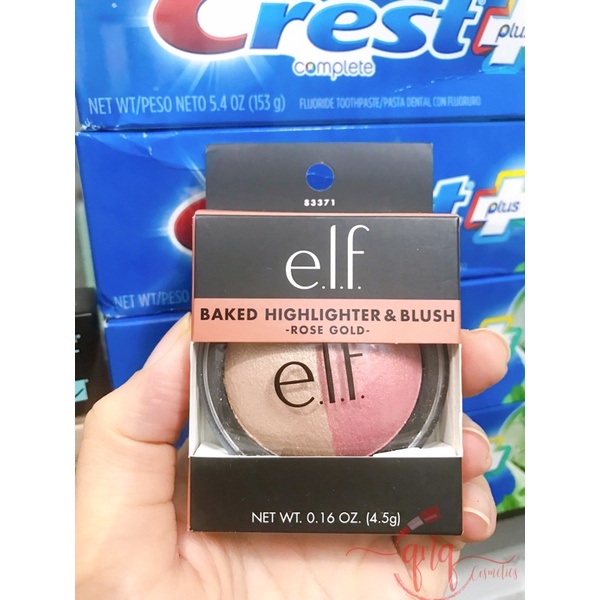 Crest
complete
plus
NET WT/PESO NETO 5.4 OZ (153 g)
FLUORIDE TOOTHPASTE/PASTA DENTAL CON FLUORURO
plus
NET WT/PESO
83371
e.l.f.
BAKED HIGHLIGHTER & BLUSH
-ROSE GOLD-
e.l.f.
NET WT. 0.16 OZ. (4.5g)
Cosmetics